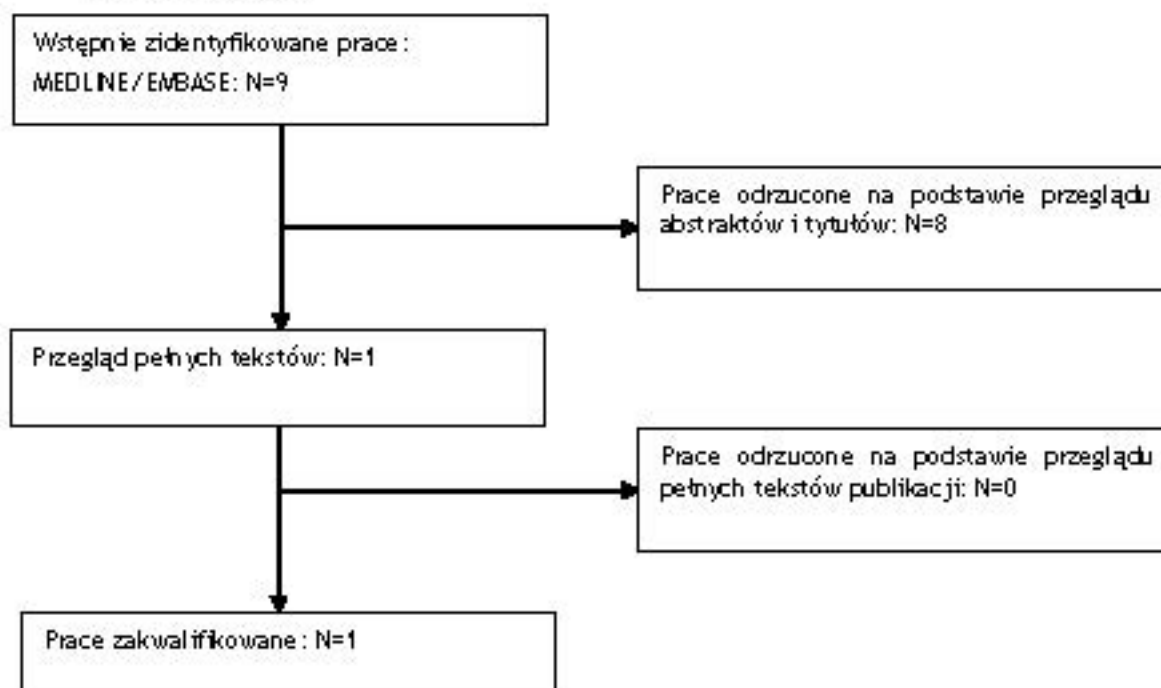 Wstępnie zidentyfikowane prace:
MEDLINE/EMBASE: N=9
Prace odrzucone na podstawie przeglądu
abstraktów i tytułów: N=8
Przegląd pełnych tekstów: N=1
Prace odrzucone na podstawie przeglądu
pełnych tekstów publikacji: N=0
Prace zakwalifikowane: N=1